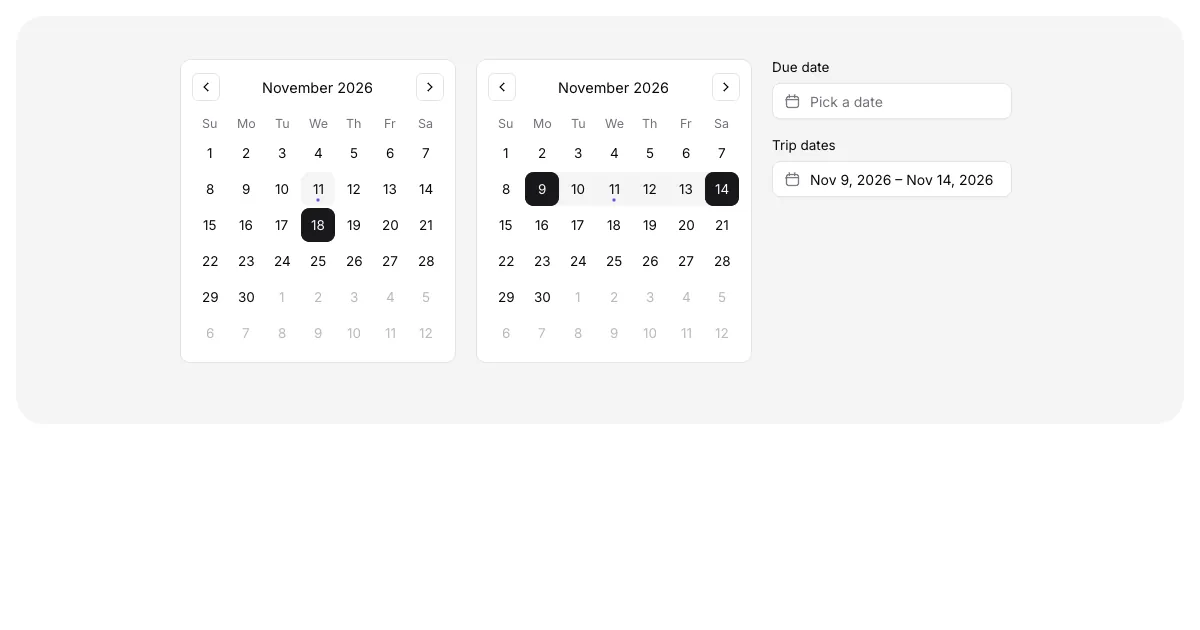 November 2026
Su Mo Tu We Th Fr Sa
1 2 3 4 5 6 7
8 9 10 11 12 13 14
15 16 17 18 19 20 21
22 23 24 25 26 27 28
29 30 1 2 3 4 5
6 7 8 9 10 11 12
November 2026
Su Mo Tu We Th Fr Sa
1 2 3 4 5 6 7
8 9 10 11 12 13 14
15 16 17 18 19 20 21
22 23 24 25 26 27 28
29 30 1 2 3 4 5
6 7 8 9 10 11 12
Due date
Pick a date
Trip dates
Nov 9, 2026 – Nov 14, 2026